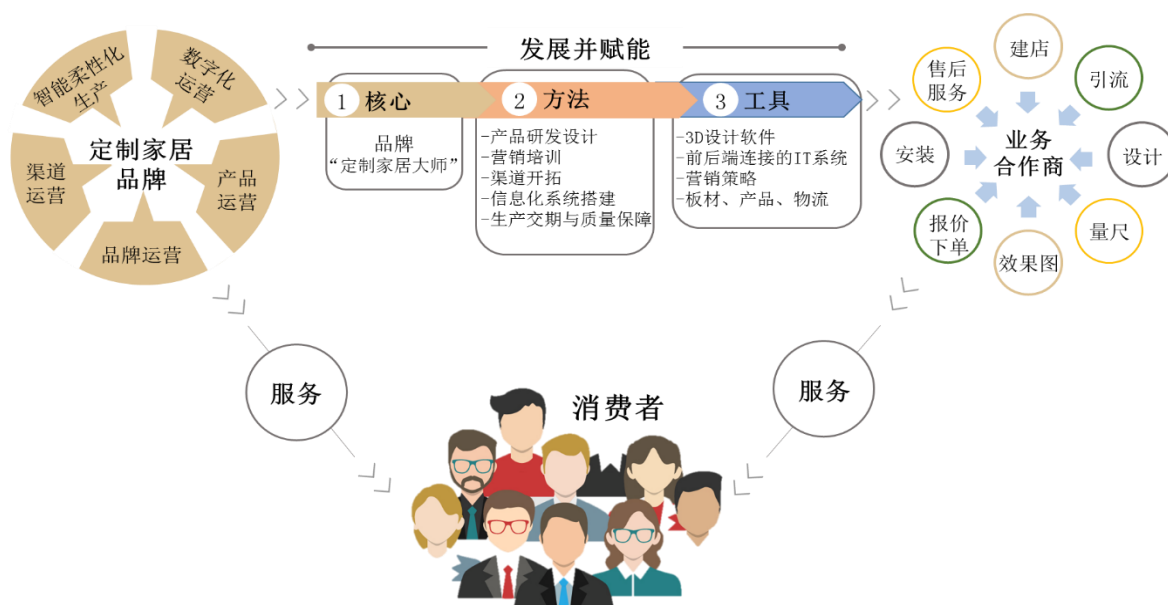 智能柔性化
生产
数字化
运营
渠道
运营
产品
运营
品牌运营
定制家居
品牌
发展并赋能
1 核心
品牌
“定制家居大师”
2 方法
-产品研发设计
-营销培训
-渠道开拓
-信息化系统搭建
-生产交期与质量保障
3 工具
-3D设计软件
-前后端连接的IT系统
-营销策略
-板材、产品、物流
建店
引流
设计
量尺
效果图
报价
下单
安装
售后
服务
业务
合作商
服务
服务
消费者